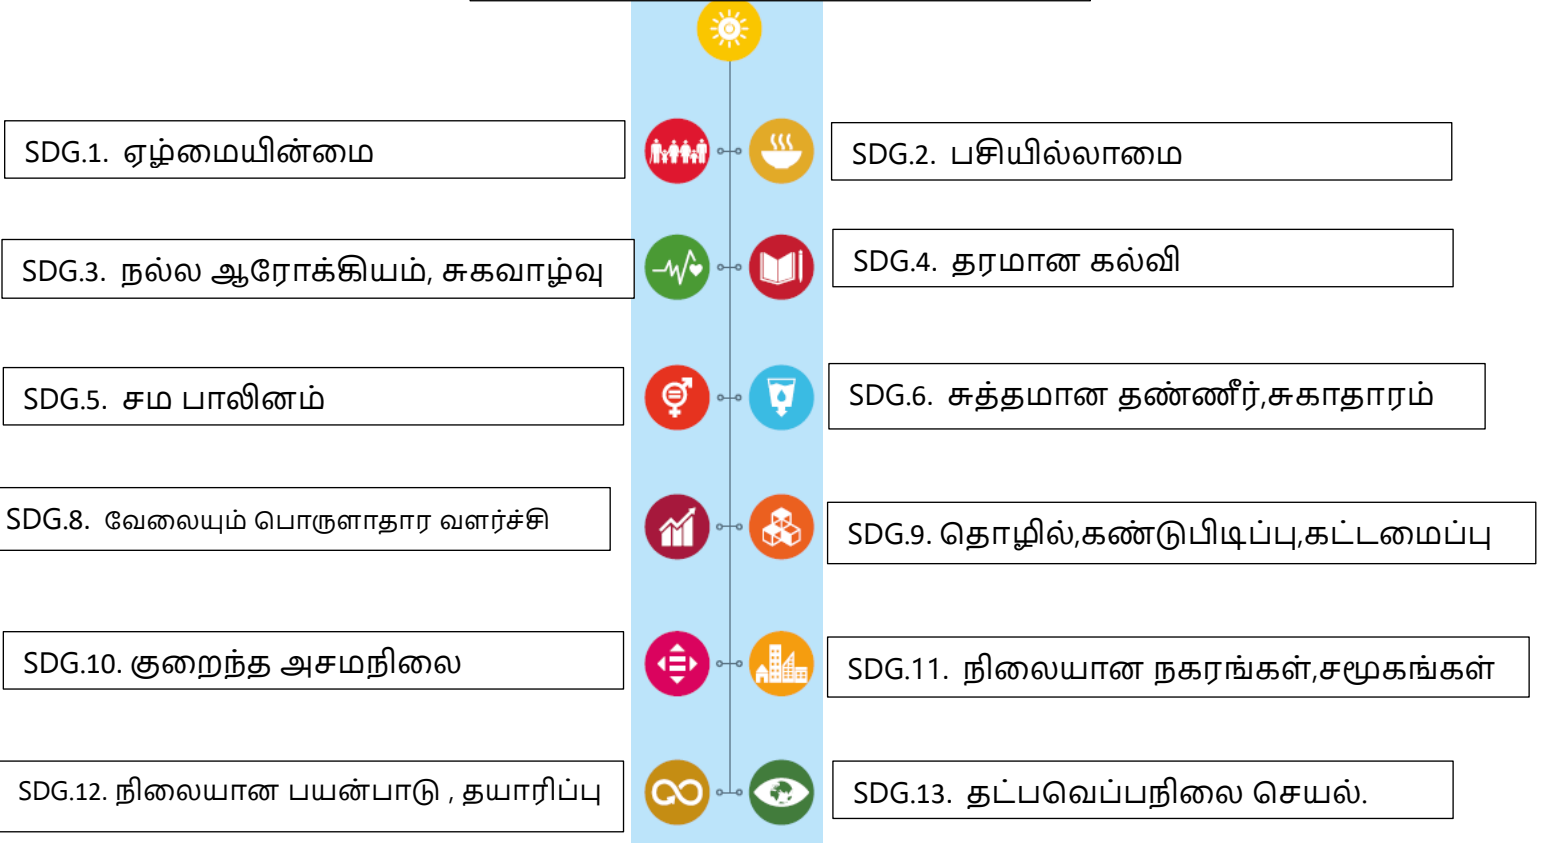 SDG.1. ஏழ்மையின்மை
SDG.2. பசியில்லாமை
SDG.3. நல்ல ஆரோக்கியம், சுகவாழ்வு
SDG.4. தரமான கல்வி
SDG.5. சம பாலினம்
SDG.6. சுத்தமான தண்ணீர்,சுகாதாரம்
SDG.8. வேலையும் பொருளாதார வளர்ச்சி
SDG.9. தொழில்,கண்டுபிடிப்பு,கட்டமைப்பு
SDG.10. குறைந்த அசமநிலை
SDG.11. நிலையான நகரங்கள்,சமூகங்கள்
SDG.12. நிலையான பயன்பாடு , தயாரிப்பு
SDG.13. தட்பவெப்பநிலை செயல்.